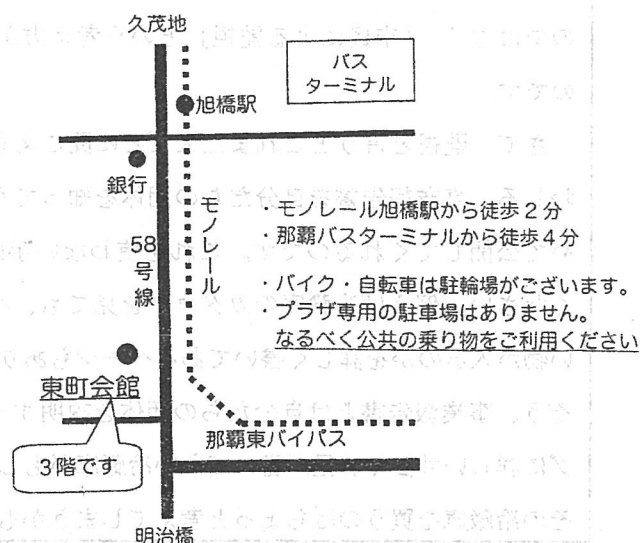 久茂地
バス
ターミナル
旭橋駅
銀行
モノレール
58号線
・モノレール旭橋駅から徒歩2分
・那覇バスターミナルから徒歩4分
・バイク・自転車は駐輪場がございます。
・プラザ専用の駐車場はありません。
なるべく公共の乗り物をご利用ください
東町会館
3階です
那覇東バイパス
明治橋